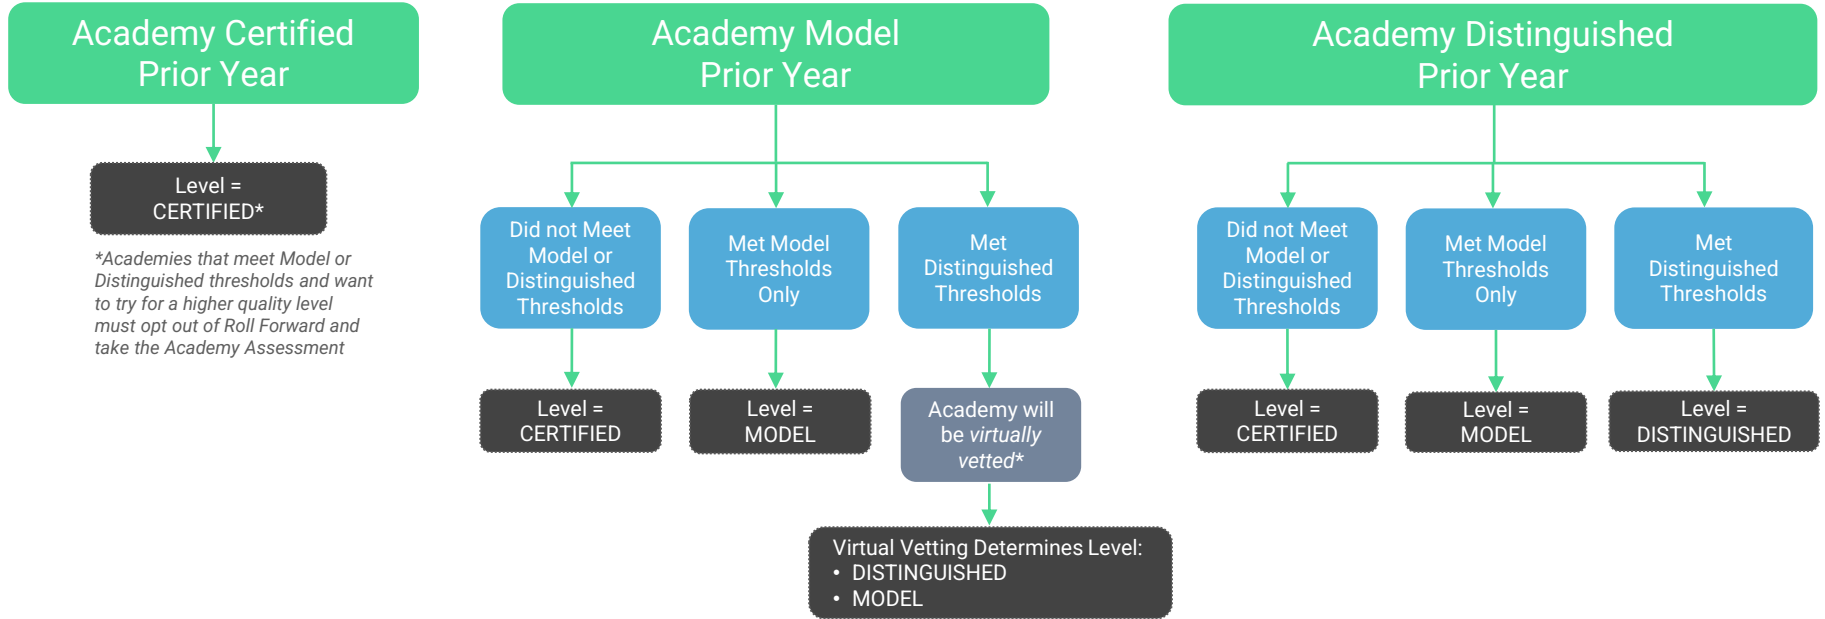 Academy Certified
Prior Year
Level =
CERTIFIED*
*Academies that meet Model or
Distinguished thresholds and want
to try for a higher quality level
must opt out of Roll Forward and
take the Academy Assessment
Academy Model
Prior Year
Did not Meet
Model or
Distinguished
Thresholds
Met Model
Thresholds
Only
Met
Distinguished
Thresholds
Level =
CERTIFIED
Level =
MODEL
Academy will
be virtually
vetted*
Virtual Vetting Determines Level:
• DISTINGUISHED
• MODEL
Academy Distinguished
Prior Year
Did not Meet
Model or
Distinguished
Thresholds
Met Model
Thresholds
Only
Met
Distinguished
Thresholds
Level =
CERTIFIED
Level =
MODEL
Level =
DISTINGUISHED